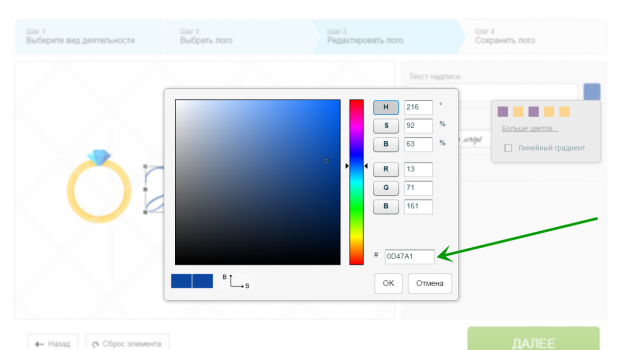 Шаг 1
Выберите вид деятельности
Шаг 2
Выбрать лого
Шаг 3
Редактировать лого
Шаг 4
Сохранить лого
Текст надписи:
H 216 °
S 92 %
B 63 %
R 13
G 71
B 161
# 0D47A1
B
S
OK
Отмена
Больше цветов...
Линейный градиент
script
Назад
Сброс элемента
ДАЛЕЕ